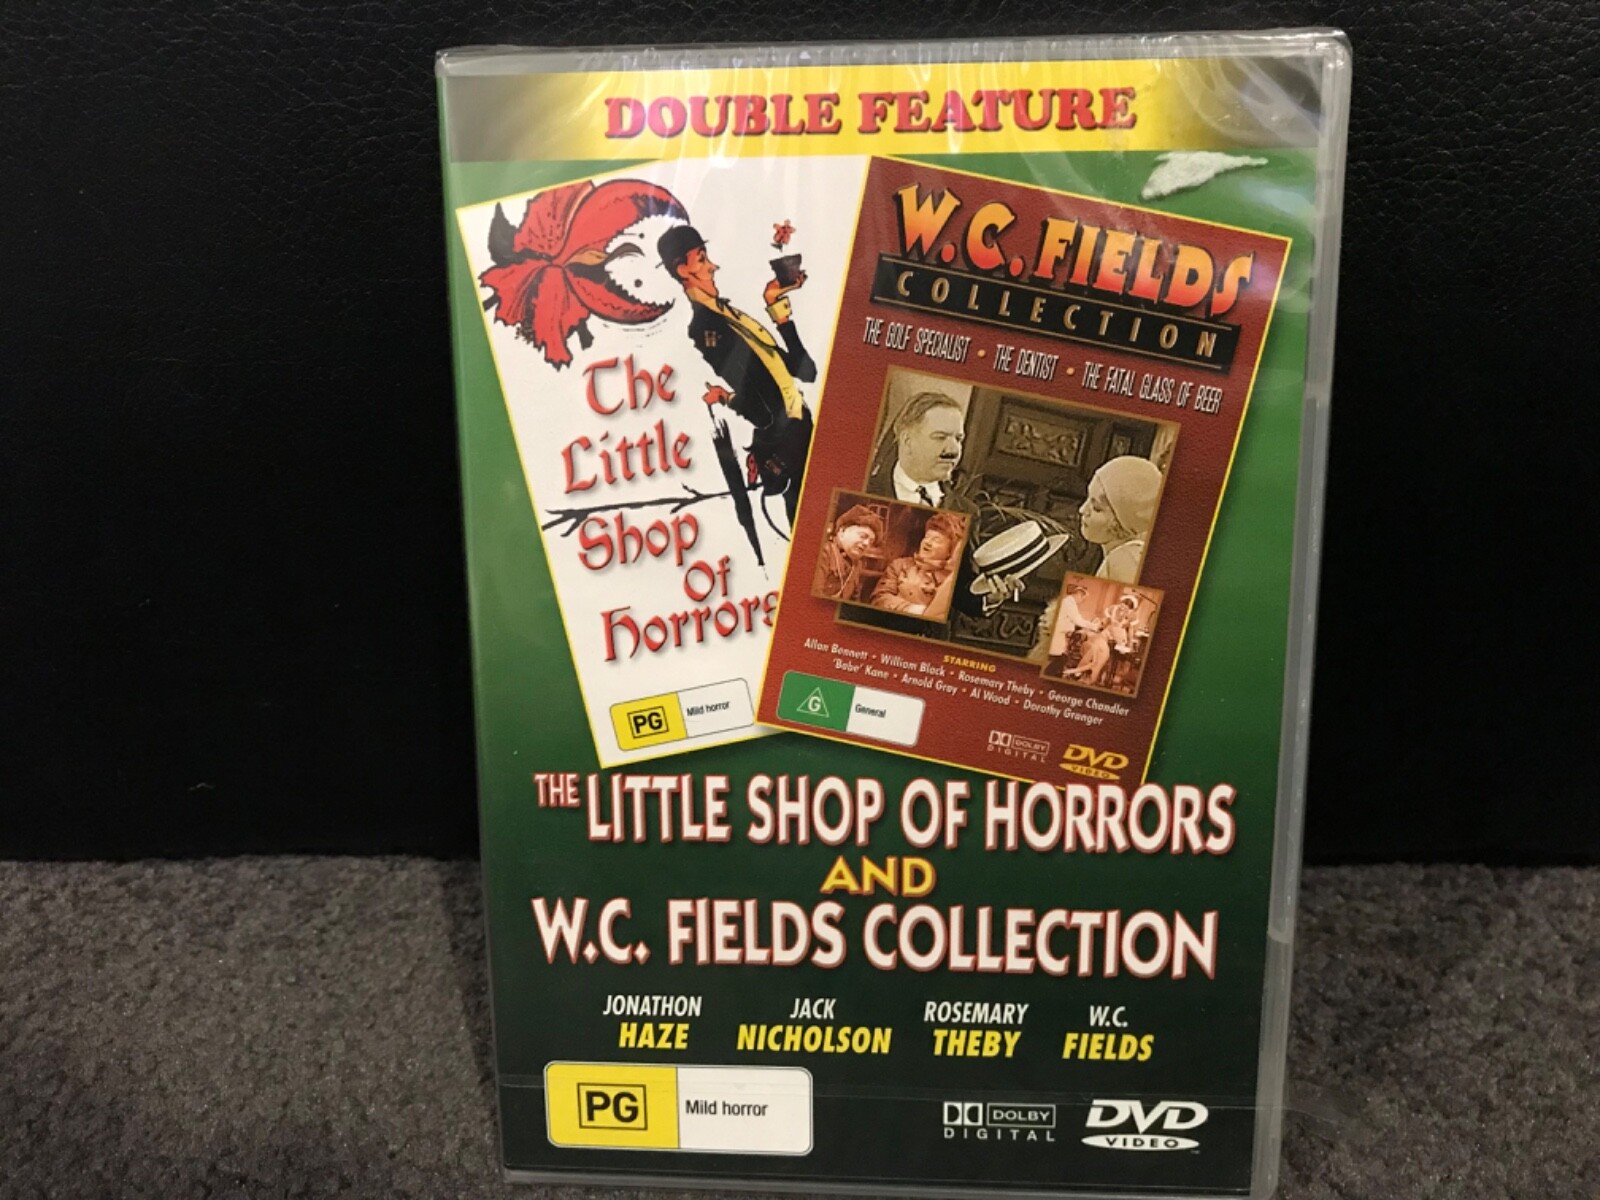 DOUBLE FEATURE
The
Little
Shop
Of
Horrors
PG Mild horror
W.C. FIELDS
COLLECTION
THE GOLF SPECIALIST • THE DENTIST • THE FATAL GLASS OF BEER
STARRING
Allan Bennett • William Black • Rosemary Theby • George Chandler
'Babe' Kane • Arnold Gray • Al Wood • Dorothy Granger
G General
DOLBY
DIGITAL
DVD
VIDEO
THE LITTLE SHOP OF HORRORS
AND
W.C. FIELDS COLLECTION
JONATHON JACK ROSEMARY W.C.
HAZE NICHOLSON THEBY FIELDS
PG Mild horror
DOLBY
DIGITAL
DVD
VIDEO